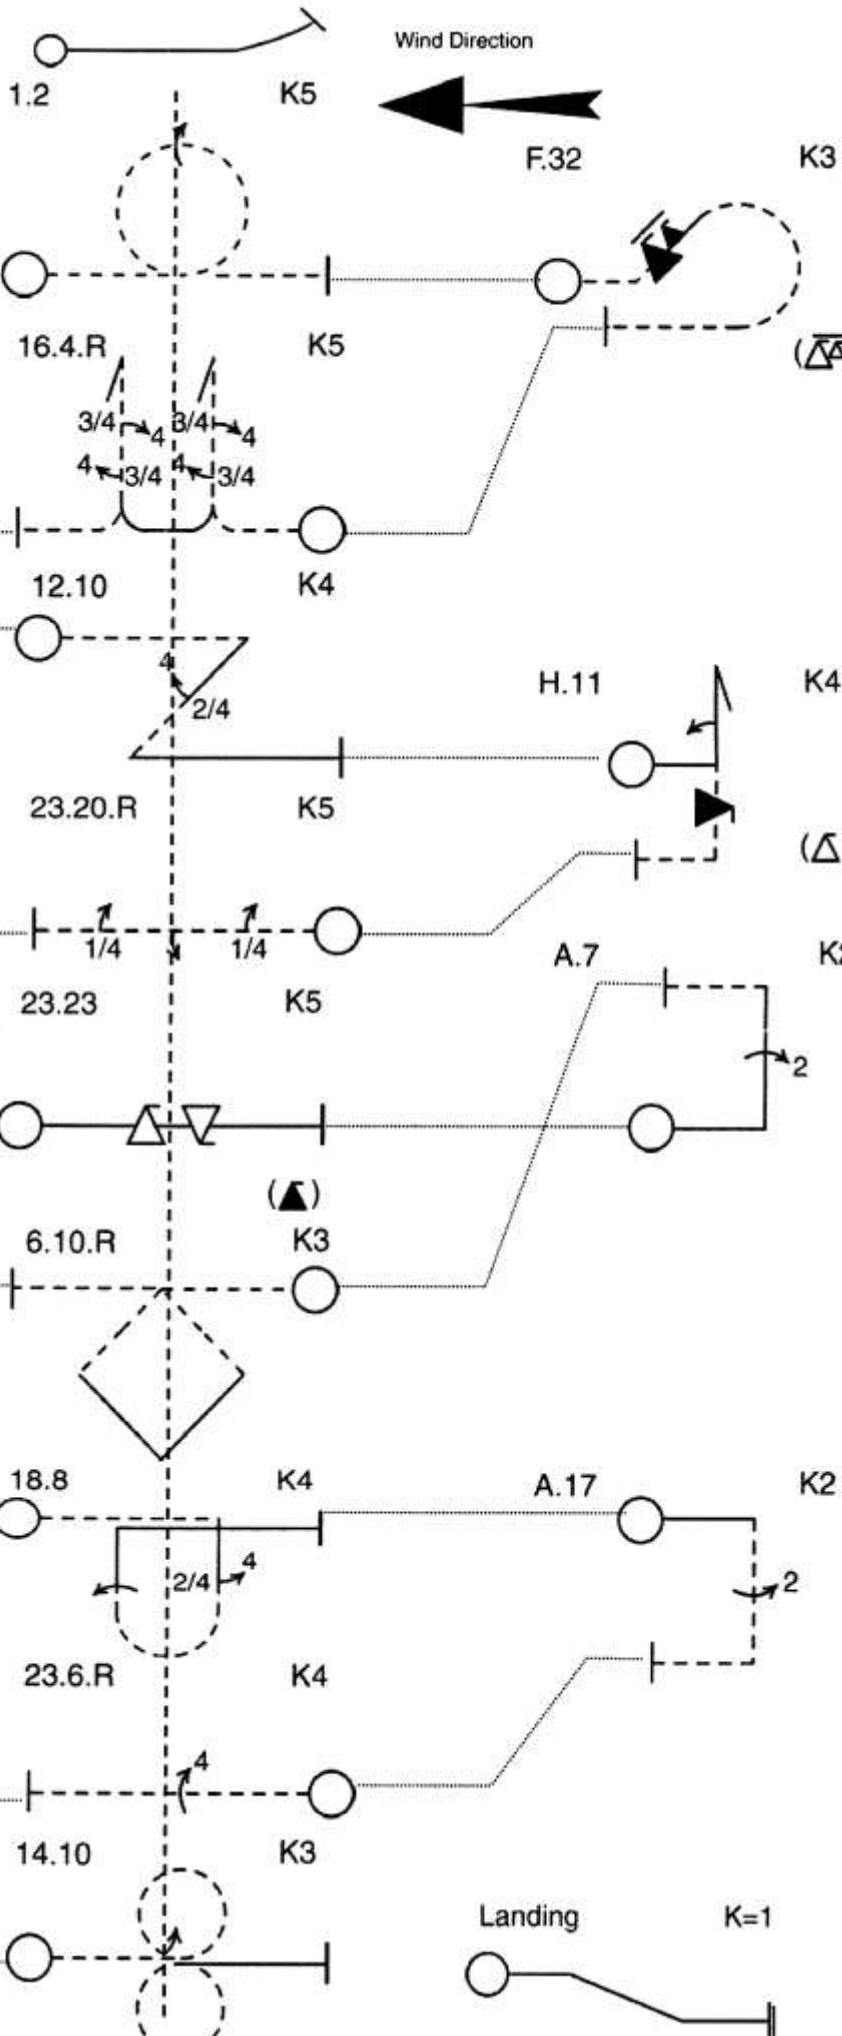 Wind Direction
1.2 K5
F.32 K3
16.4.R K5
3/4 4 3/4 4
4 3/4 4 3/4
12.10 K4
4
2/4
H.11 K4
23.20.R K5
1/4 1/4
A.7
23.23 K5
2
6.10.R K3
18.8 K4
A.17 K2
2/4 4
2
23.6.R K4
4
14.10 K3
Landing K=1